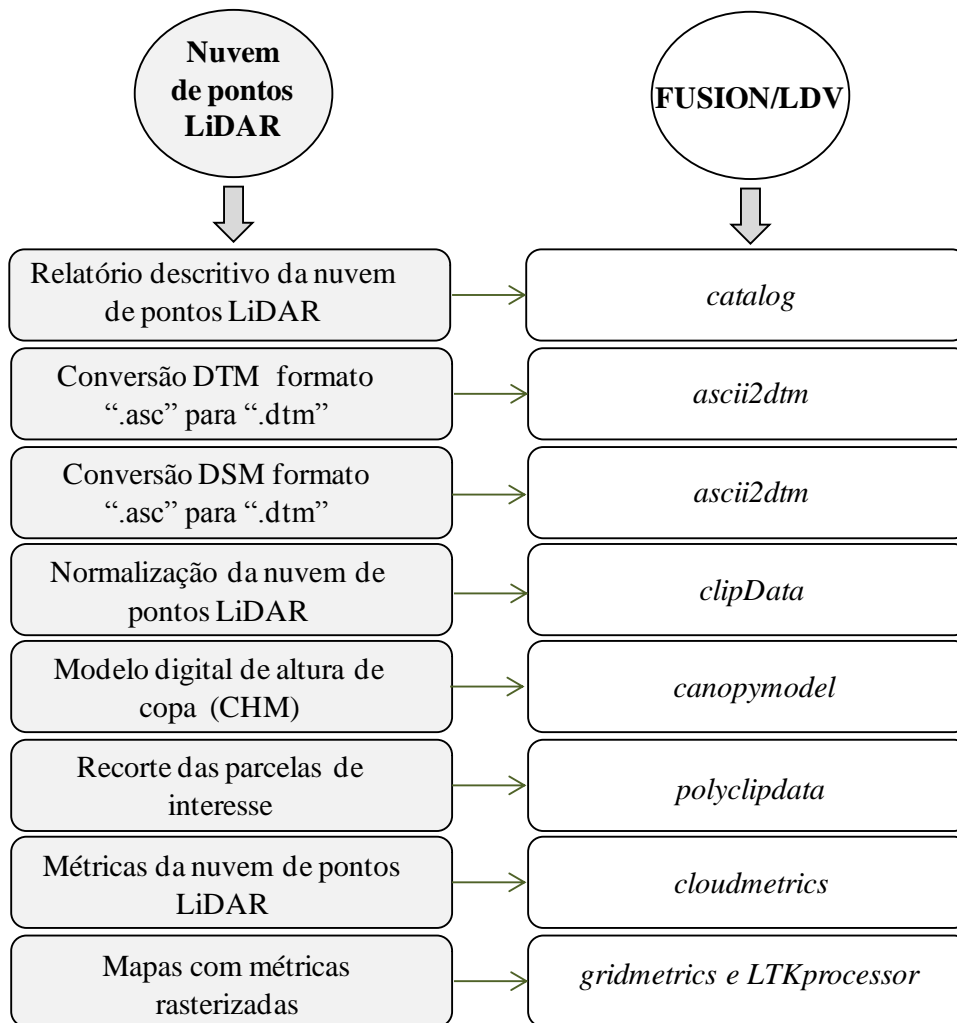 Nuvem
de pontos
LiDAR
FUSION/LDV
Relatório descritivo da nuvem
de pontos LiDAR
catalog
Conversão DTM formato
“.asc” para “.dtm”
ascii2dtm
Conversão DSM formato
“.asc” para “.dtm”
ascii2dtm
Normalização da nuvem de
pontos LiDAR
clipData
Modelo digital de altura de
copa (CHM)
canopymodel
Recorte das parcelas de
interesse
polyclipdata
Métricas da nuvem de pontos
LiDAR
cloudmetrics
Mapas com métricas
rasterizadas
gridmetrics e LTKprocessor